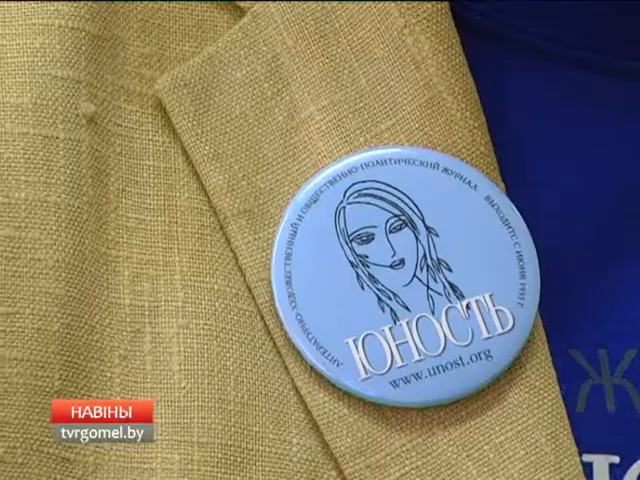 ЛИТЕРАТУРНО-ХУДОЖЕСТВЕННЫЙ И ОБЩЕСТВЕННО-ПОЛИТИЧЕСКИЙ ЖУРНАЛ ВЫХОДИТ С ИЮНЯ 1955 Г.
ЮНОСТЬ
www.unost.org
Ж
НАВІНЫ
tvrgomel.by